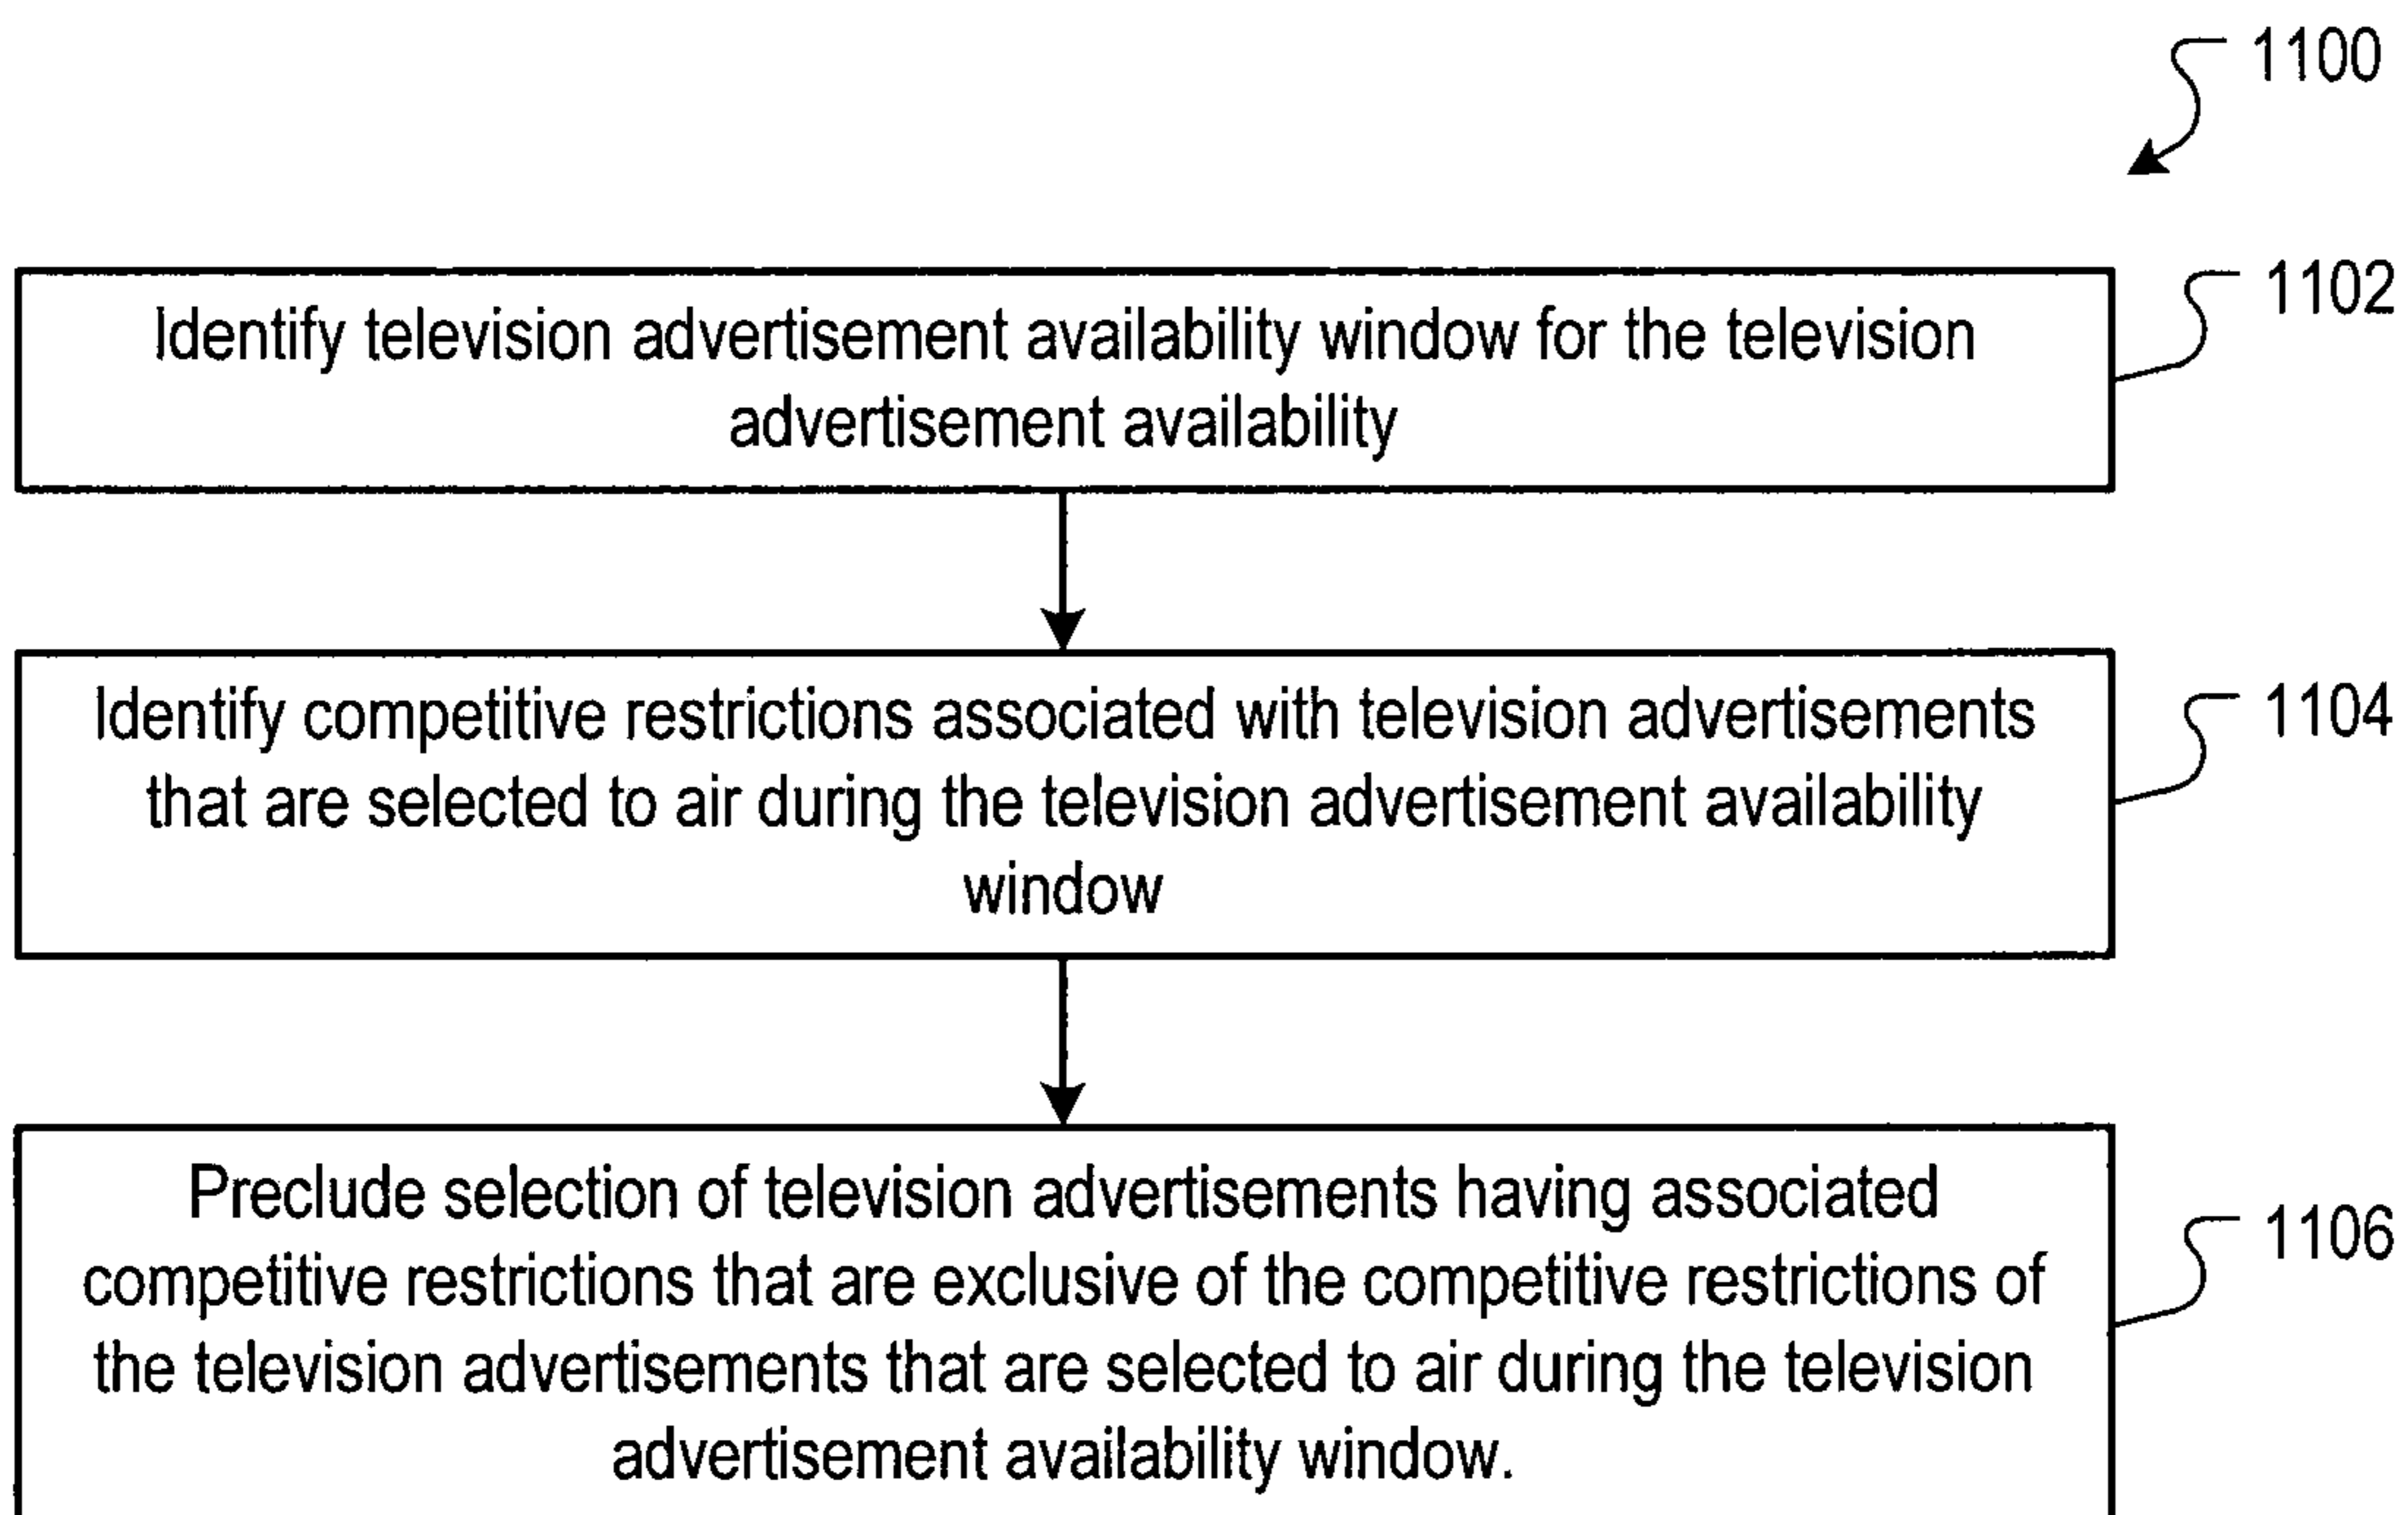 1100
1102
Identify television advertisement availability window for the television
advertisement availability
1104
Identify competitive restrictions associated with television advertisements
that are selected to air during the television advertisement availability
window
1106
Preclude selection of television advertisements having associated
competitive restrictions that are exclusive of the competitive restrictions of
the television advertisements that are selected to air during the television
advertisement availability window.